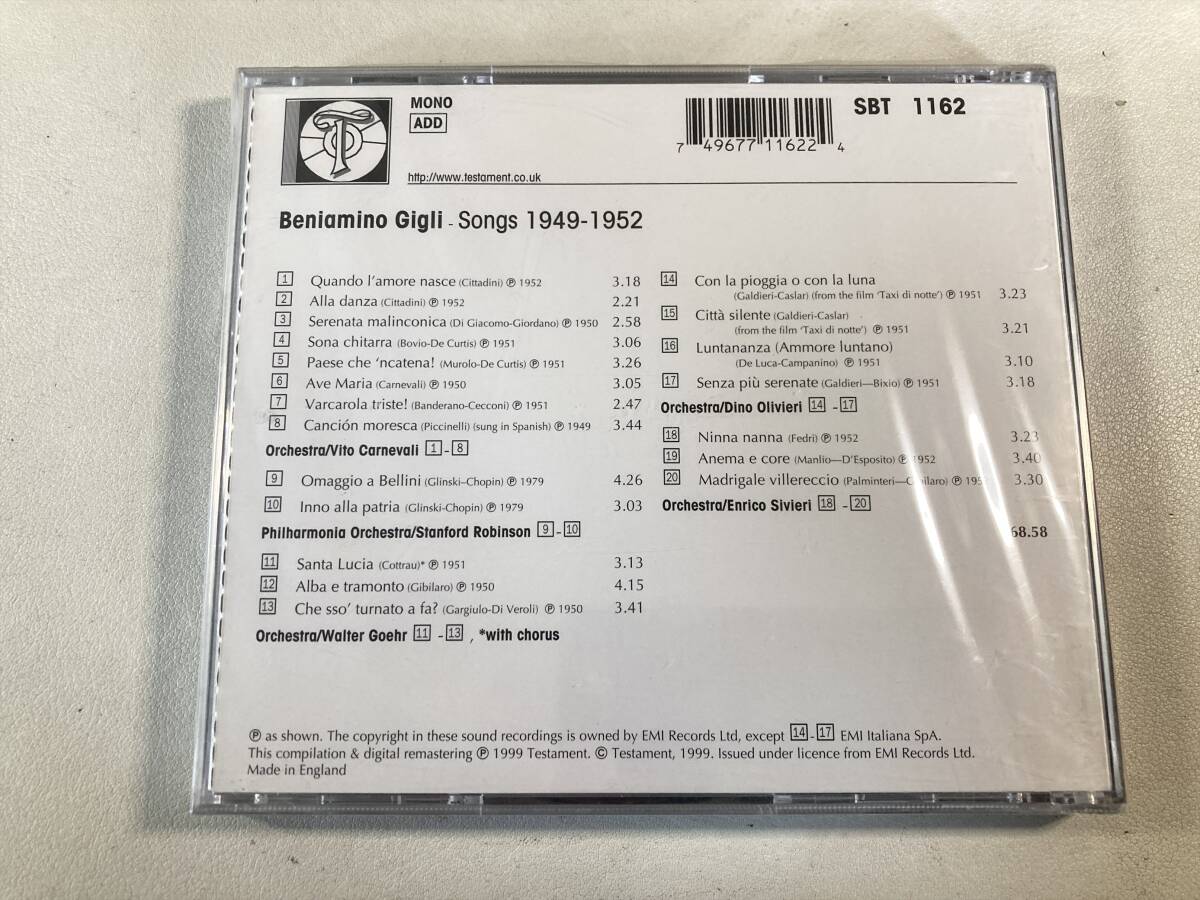 MONO
ADD
http://www.testament.co.uk
7 49677 11622 4
SBT 1162
Beniamino Gigli - Songs 1949-1952
1 Quando l'amore nasce (Cittadini) ℗ 1952 3.18
2 Alla danza (Cittadini) ℗ 1952 2.21
3 Serenata malinconica (Di Giacomo-Giordano) ℗ 1950 2.58
4 Sona chitarra (Bovio-De Curtis) ℗ 1951 3.06
5 Paese che 'ncatena! (Murolo-De Curtis) ℗ 1951 3.26
6 Ave Maria (Carnevali) ℗ 1950 3.05
7 Varcarola triste! (Banderano-Cecconi) ℗ 1951 2.47
8 Canción moresca (Piccinelli) (sung in Spanish) ℗ 1949 3.44
Orchestra/Vito Carnevali 1 - 8
9 Omaggio a Bellini (Glinski–Chopin) ℗ 1979 4.26
10 Inno alla patria (Glinski-Chopin) ℗ 1979 3.03
Philharmonia Orchestra/Stanford Robinson 9 - 10
11 Santa Lucia (Cottrau)* ℗ 1951 3.13
12 Alba e tramonto (Gibilaro) ℗ 1950 4.15
13 Che sso' turnato a fa? (Gargiulo-Di Veroli) ℗ 1950 3.41
Orchestra/Walter Goehr 11 - 13 , *with chorus
14 Con la pioggia o con la luna
(Galdieri-Caslar) (from the film 'Taxi di notte') ℗ 1951 3.23
15 Città silente (Galdieri-Caslar)
(from the film 'Taxi di notte') ℗ 1951 3.21
16 Luntananza (Ammore luntano)
(De Luca-Campanino) ℗ 1951 3.10
17 Senza più serenate (Galdieri—Bixio) ℗ 1951 3.18
Orchestra/Dino Olivieri 14 - 17
18 Ninna nanna (Fedri) ℗ 1952 3.23
19 Anema e core (Manlio—D'Esposito) ℗ 1952 3.40
20 Madrigale villereccio (Palminteri— ℗ 3.30
Orchestra/Enrico Sivieri 18 - 20
68.58
℗ as shown. The copyright in these sound recordings is owned by EMI Records Ltd, except 14 - 17 EMI Italiana SpA.
This compilation & digital remastering ℗ 1999 Testament. © Testament, 1999. Issued under licence from EMI Records Ltd.
Made in England